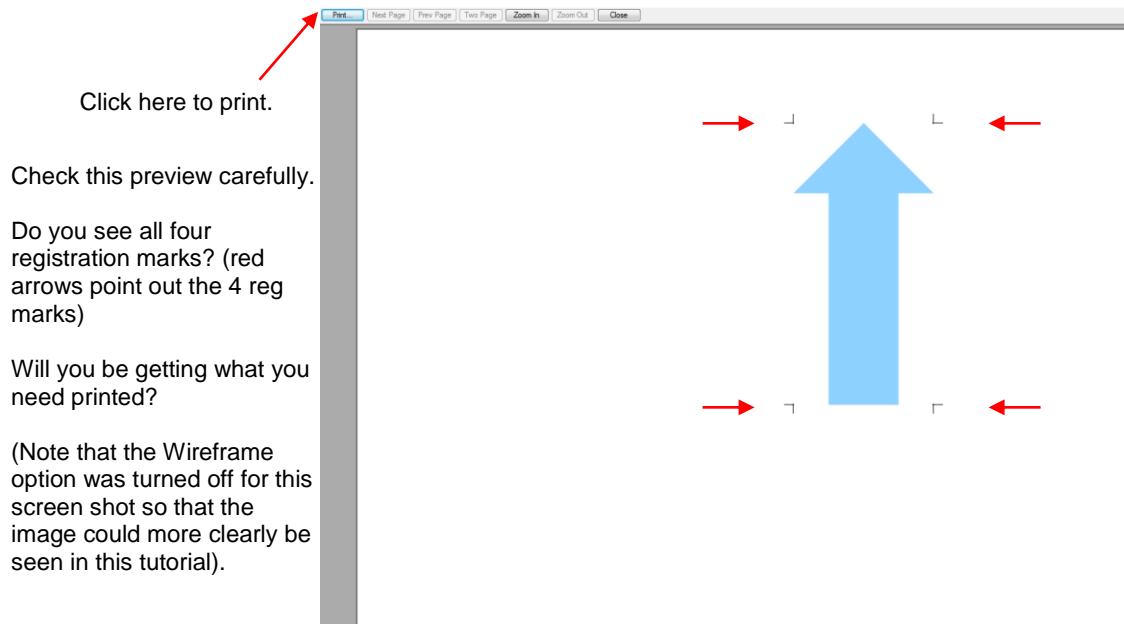 Print... Next Page Prev Page Two Page Zoom In Zoom Out Close
Click here to print.
Check this preview carefully.
Do you see all four
registration marks? (red
arrows point out the 4 reg
marks)
Will you be getting what you
need printed?
(Note that the Wireframe
option was turned off for this
screen shot so that the
image could more clearly be
seen in this tutorial).